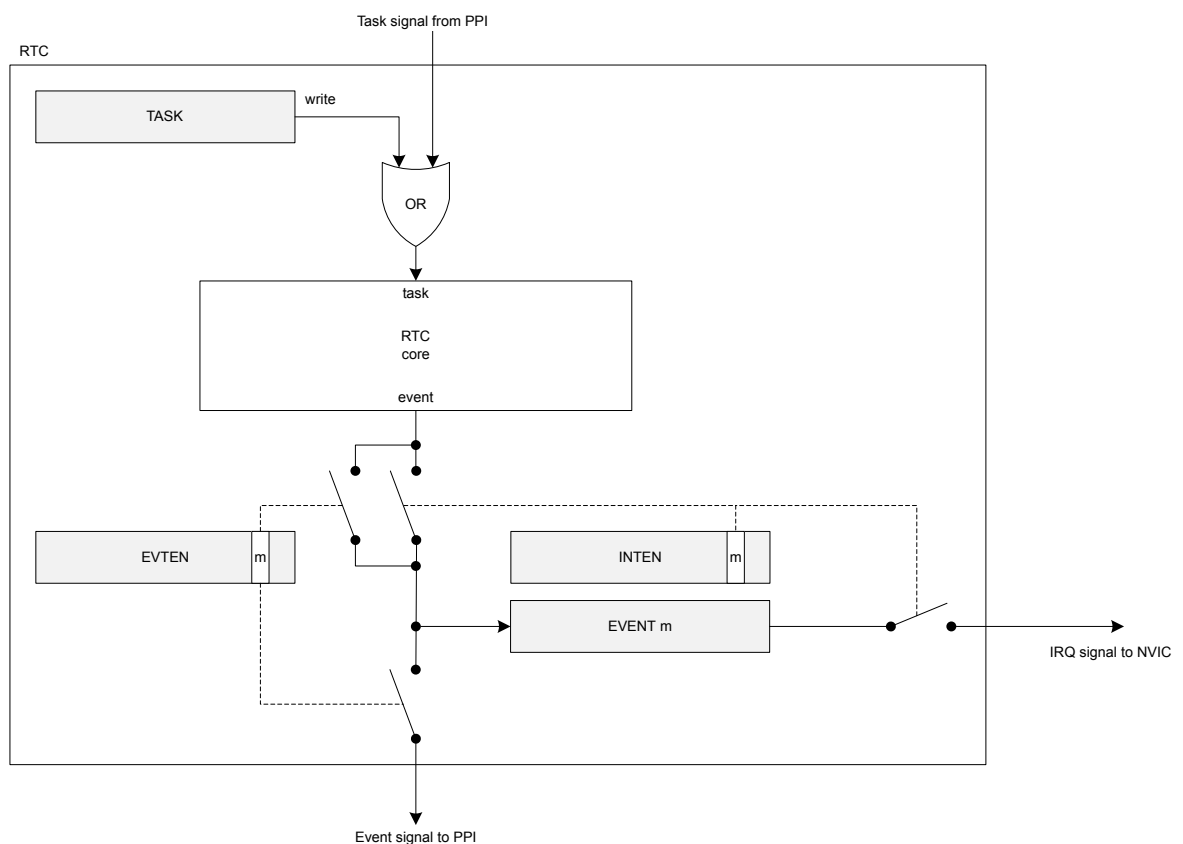 Task signal from PPI
RTC
TASK
write
OR
task
RTC
core
event
EVTEN
m
INTEN
m
EVENT m
IRQ signal to NVIC
Event signal to PPI